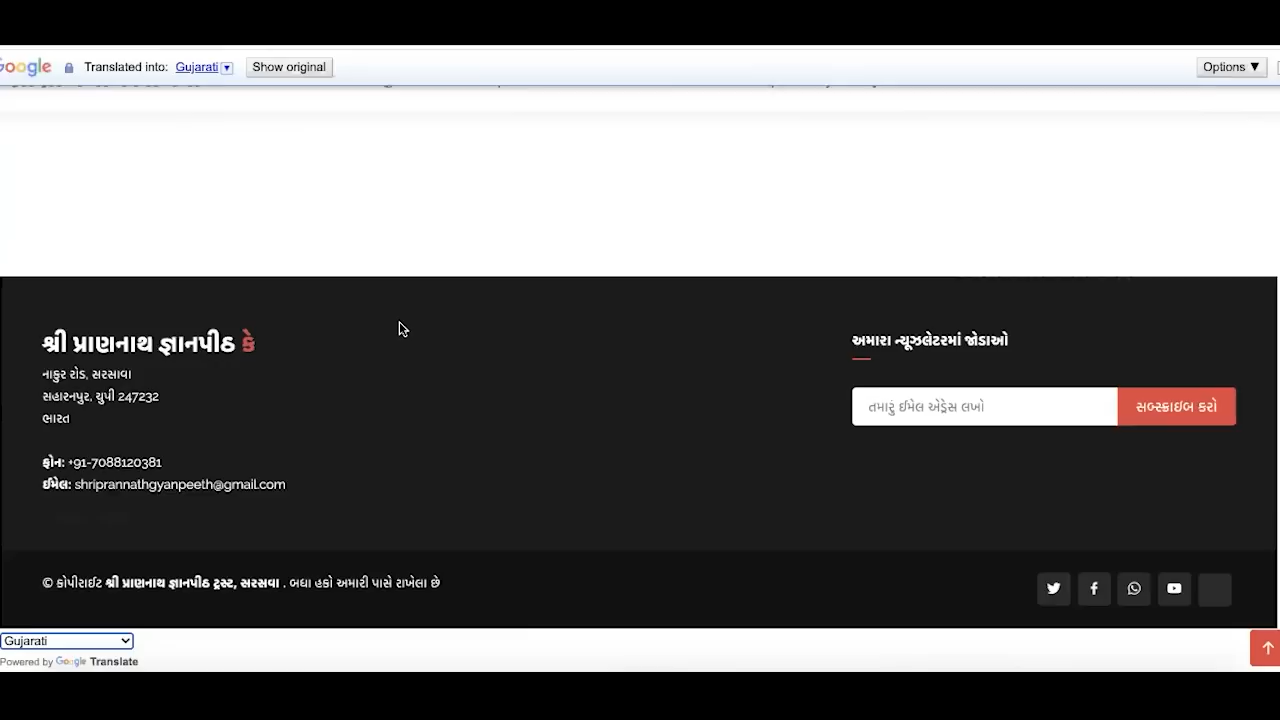 Google Translated into: Gujarati ▼ Show original Options ▼
શ્રી પ્રાણનાથ જ્ઞાનપીઠ કે
નાકુર રોડ, સરસાવા
સહારનપુર, યુપી 247232
ભારત
ફોન: +91-7088120381
ઈમેલ: shriprannathgyanpeeth@gmail.com
અમારા ન્યૂઝલેટરમાં જોડાઓ
તમારું ઈમેલ એડ્રેસ લખો સબ્સ્ક્રાઇબ કરો
© કોપીરાઈટ શ્રી પ્રાણનાથ જ્ઞાનપીઠ ટ્રસ્ટ, સરસવા . બધા હકો અમારી પાસે રાખેલા છે
Gujarati
Powered by Google Translate